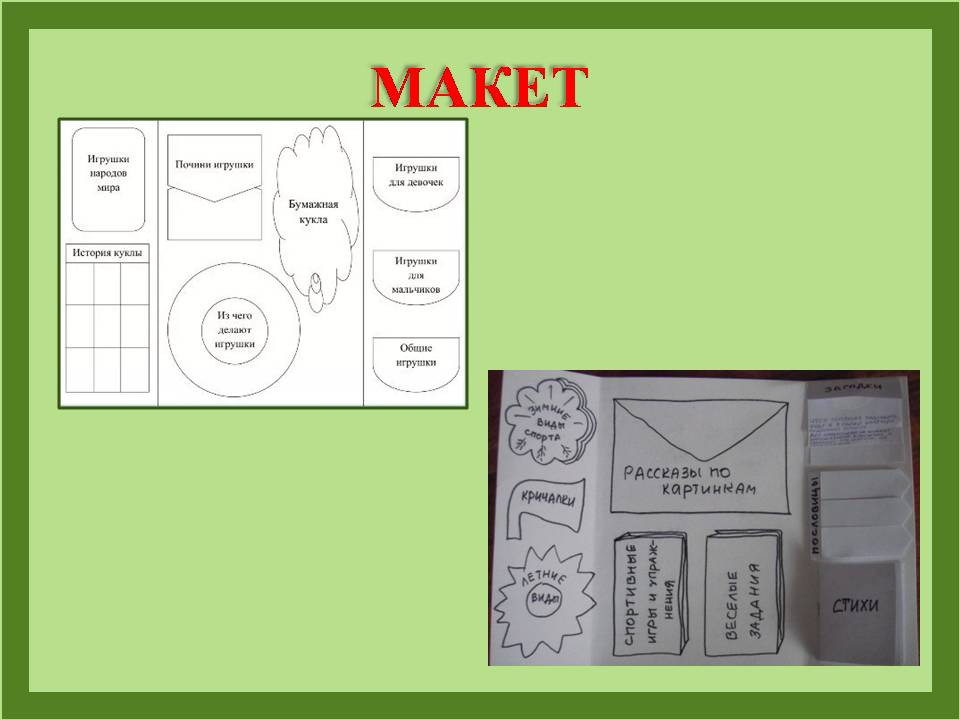 МАКЕТ
Игрушки
народов
мира
История куклы
Почини игрушки
Бумажная
кукла
Из чего
делают
игрушки
Игрушки
для девочек
Игрушки
для
мальчиков
Общие
игрушки
ЗИМНИЕ
ВИДЫ
СПОРТА
КРИЧАЛКИ
ЛЕТНИЕ
ВИДЫ
РАССКАЗЫ ПО
КАРТИНКАМ
СПОРТИВНЫЕ
ИГРЫ И УПРАЖ-
НЕНИЯ
ВЕСЕЛЫЕ
ЗАДАНИЯ
ЗАГАДКИ
ПОСЛОВИЦЫ
СТИХИ